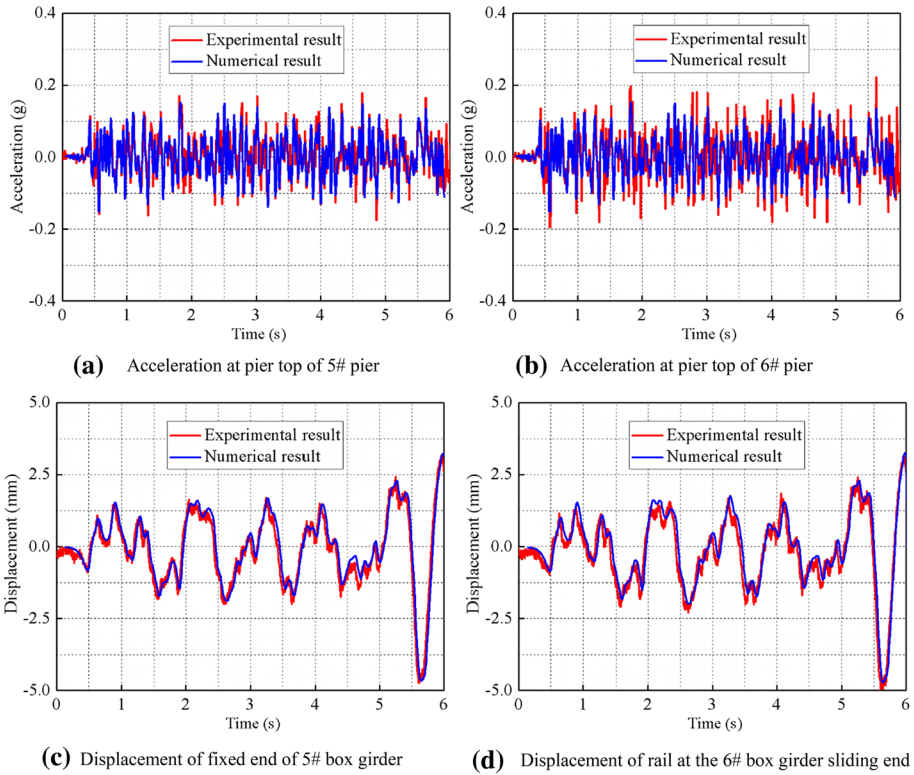 0.4
0.2
0.0
-0.2
-0.4
Acceleration (g)
Experimental result
Numerical result
0 1 2 3 4 5 6
Time (s)
(a) Acceleration at pier top of 5# pier
0.4
0.2
0.0
-0.2
-0.4
Acceleration (g)
Experimental result
Numerical result
0 1 2 3 4 5 6
Time (s)
(b) Acceleration at pier top of 6# pier
5.0
2.5
0.0
-2.5
-5.0
Displacement (mm)
Experimental result
Numerical result
0 1 2 3 4 5 6
Time (s)
(c) Displacement of fixed end of 5# box girder
5.0
2.5
0.0
-2.5
-5.0
Displacement (mm)
Experimental result
Numerical result
0 1 2 3 4 5 6
Time (s)
(d) Displacement of rail at the 6# box girder sliding end